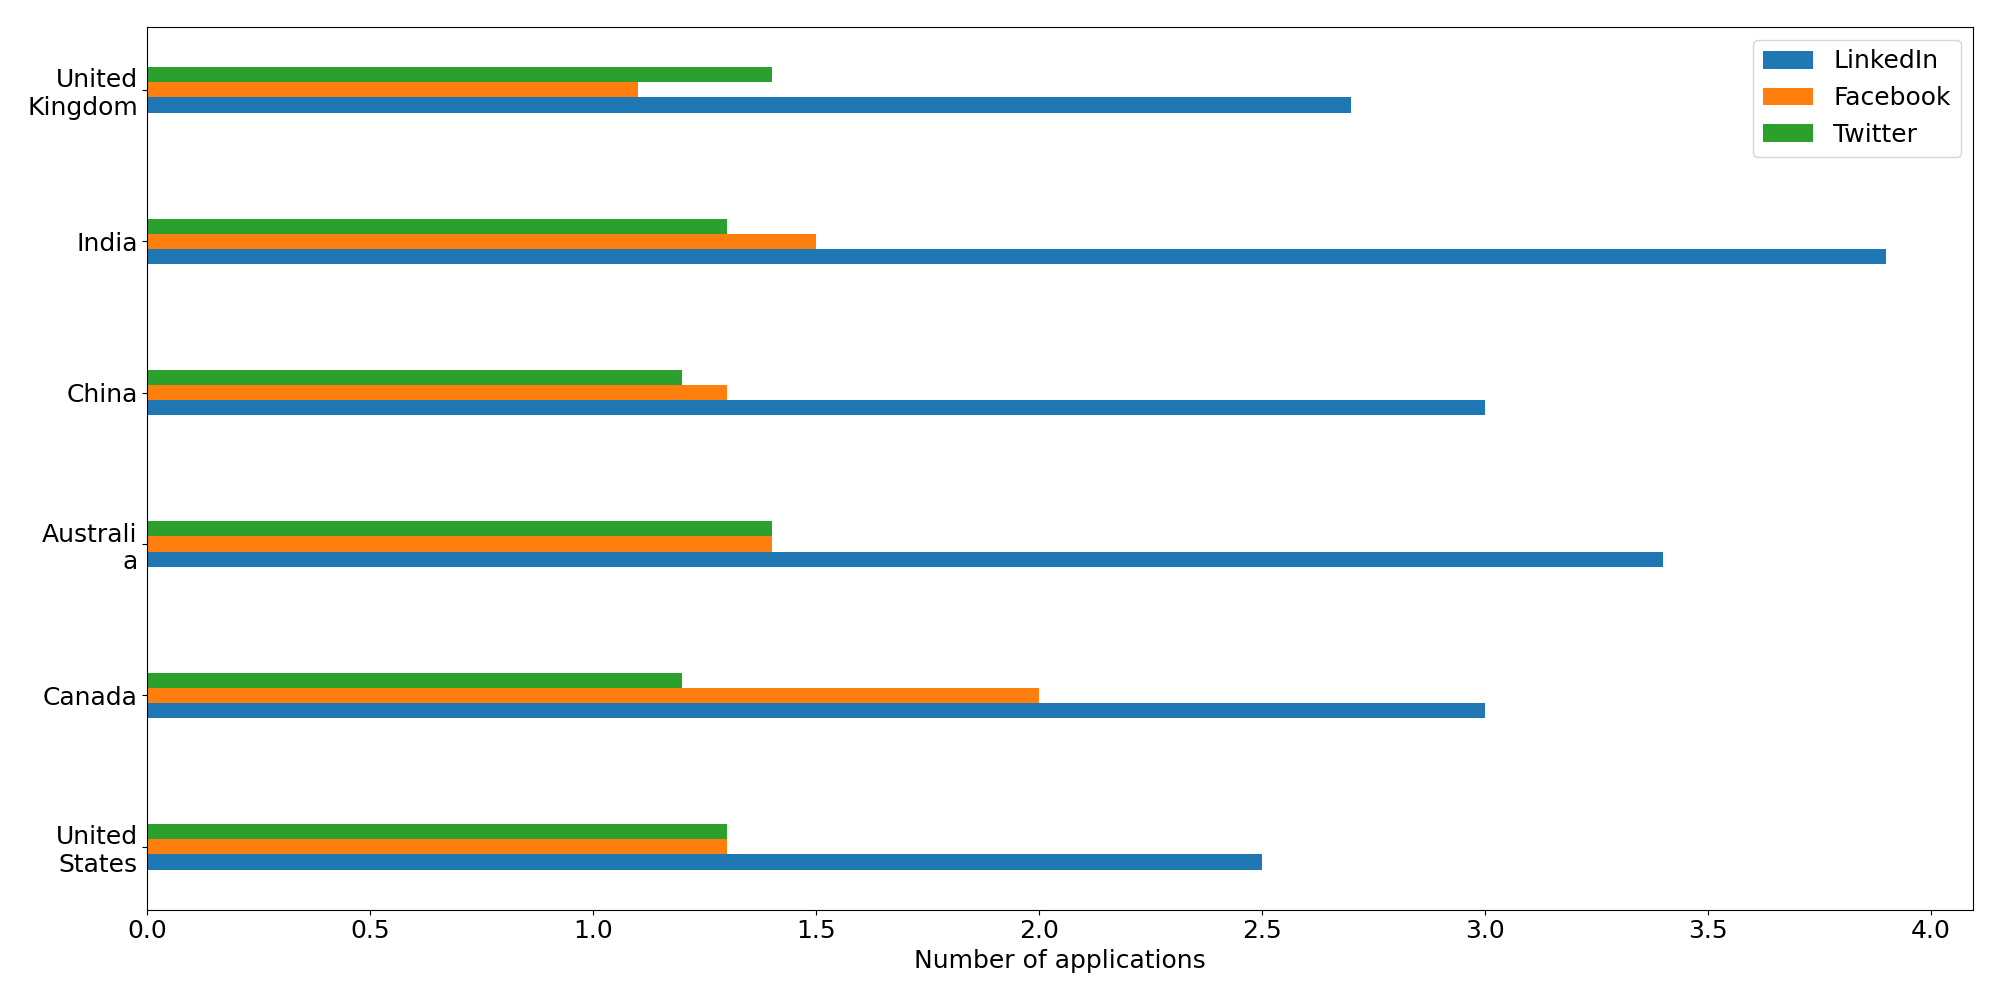 United
Kingdom
India
China
Australi
a
Canada
United
States
LinkedIn
Facebook
Twitter
0.0 0.5 1.0 1.5 2.0 2.5 3.0 3.5 4.0
Number of applications